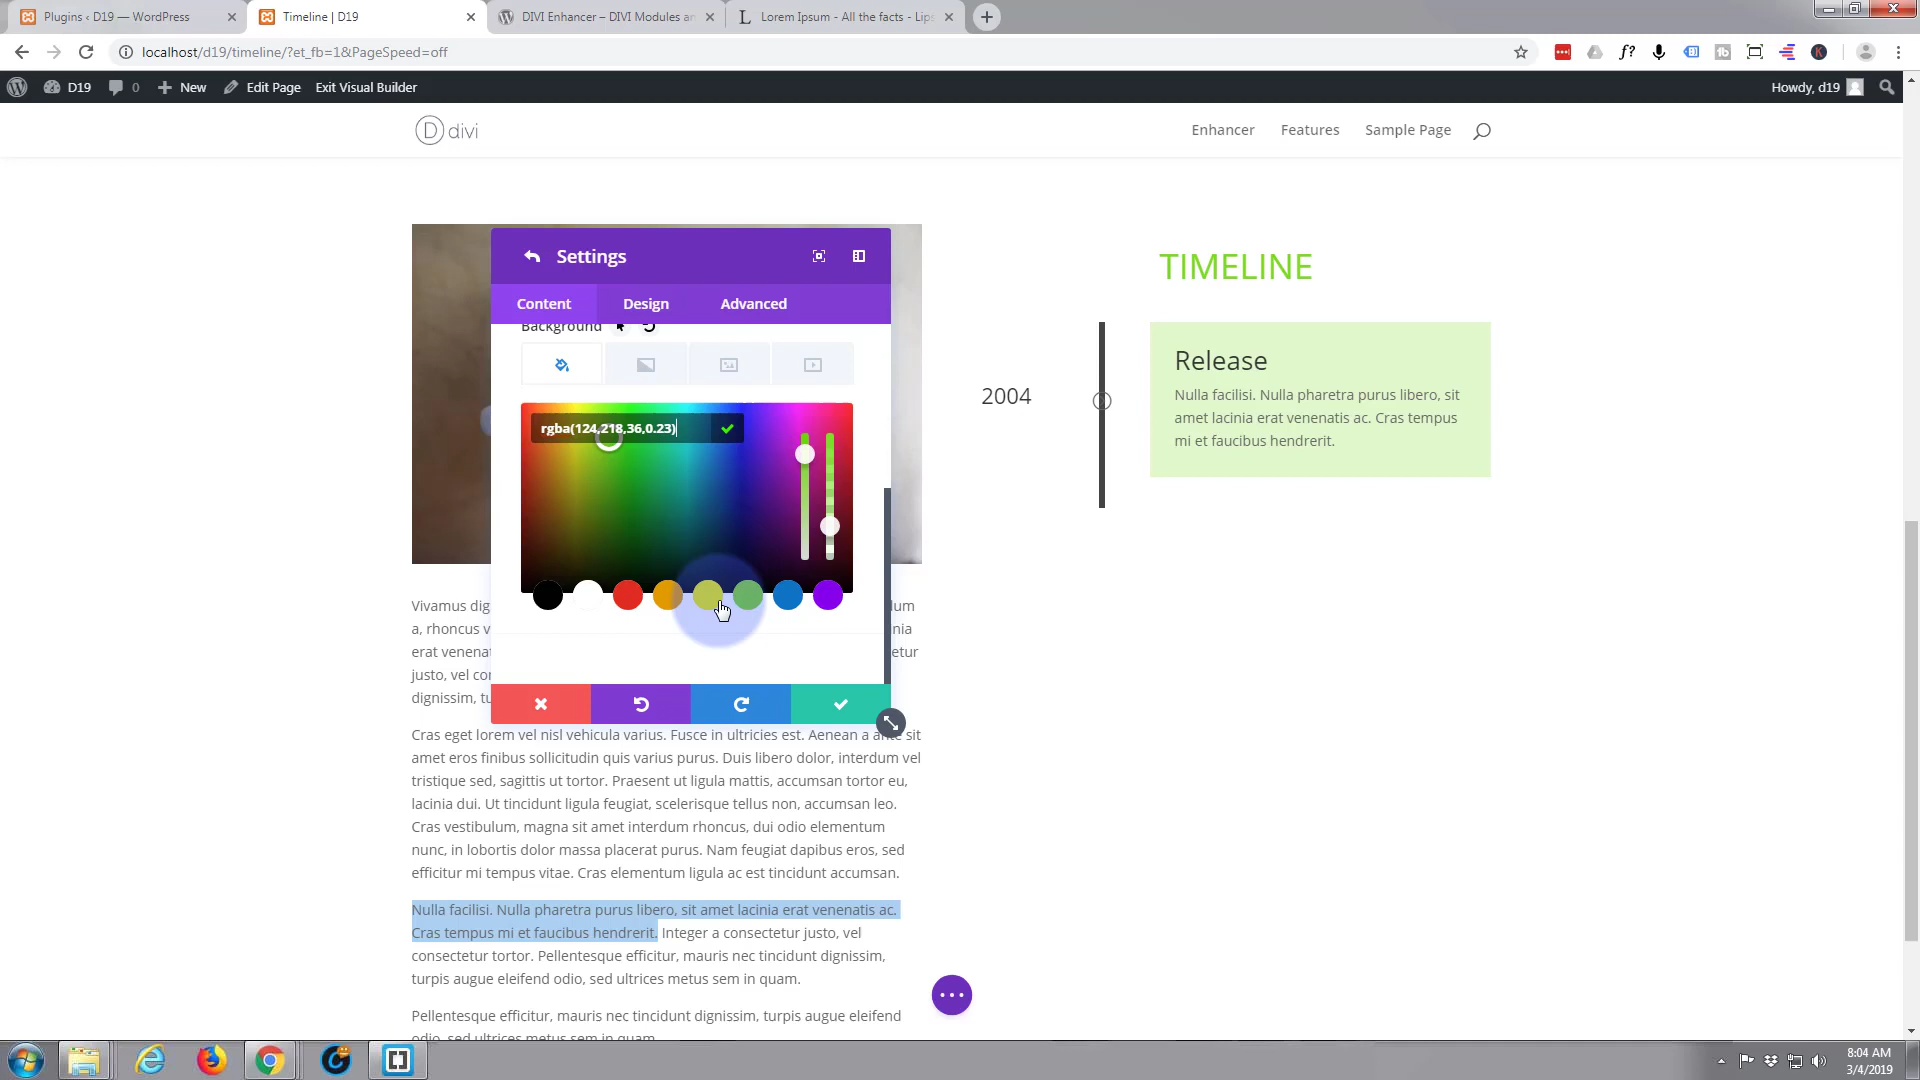 Plugins ‹ D19 — WordPress
Timeline | D19
DIVI Enhancer – DIVI Modules an
Lorem Ipsum - All the facts - Lips
localhost/d19/timeline/?et_fb=1&PageSpeed=off
D19
0
New
Edit Page
Exit Visual Builder
Howdy, d19
divi
Enhancer
Features
Sample Page
Settings
Content
Design
Advanced
Background
rgba(124,218,36,0.23)
TIMELINE
2004
Release
Nulla facilisi. Nulla pharetra purus libero, sit
amet lacinia erat venenatis ac. Cras tempus
mi et faucibus hendrerit.
Vivamus dig
a, rhoncus
erat venenat
justo, vel
dignissim,
Cras eget lorem vel nisl vehicula varius. Fusce in ultricies est. Aenean a ante sit
amet eros finibus sollicitudin quis varius purus. Duis libero dolor, interdum vel
tristique sed, sagittis ut tortor. Praesent ut ligula mattis, accumsan tortor eu,
lacinia dui. Ut tincidunt ligula feugiat, scelerisque tellus non, accumsan leo.
Cras vestibulum, magna sit amet interdum rhoncus, dui odio elementum
nunc, in lobortis dolor massa placerat purus. Nam feugiat dapibus eros, sed
efficitur mi tempus vitae. Cras elementum ligula ac est tincidunt accumsan.
Nulla facilisi. Nulla pharetra purus libero, sit amet lacinia erat venenatis ac.
Cras tempus mi et faucibus hendrerit. Integer a consectetur justo, vel
consectetur tortor. Pellentesque efficitur, mauris nec tincidunt dignissim,
turpis augue eleifend odio, sed ultrices metus sem in quam.
Pellentesque efficitur, mauris nec tincidunt dignissim, turpis augue eleifend
odio, sed ultrices metus sem in quam.
8:04 AM
3/4/2019